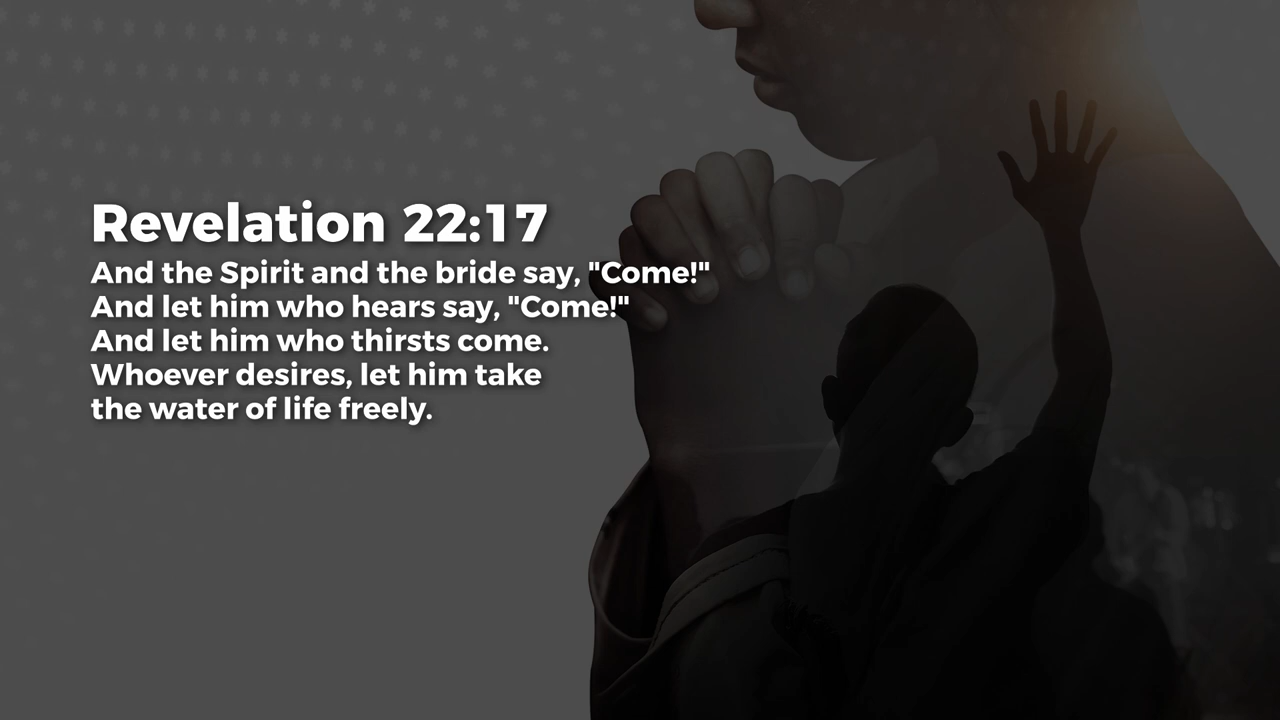 Revelation 22:17
And the Spirit and the bride say, "Come!"
And let him who hears say, "Come!"
And let him who thirsts come.
Whoever desires, let him take
the water of life freely.